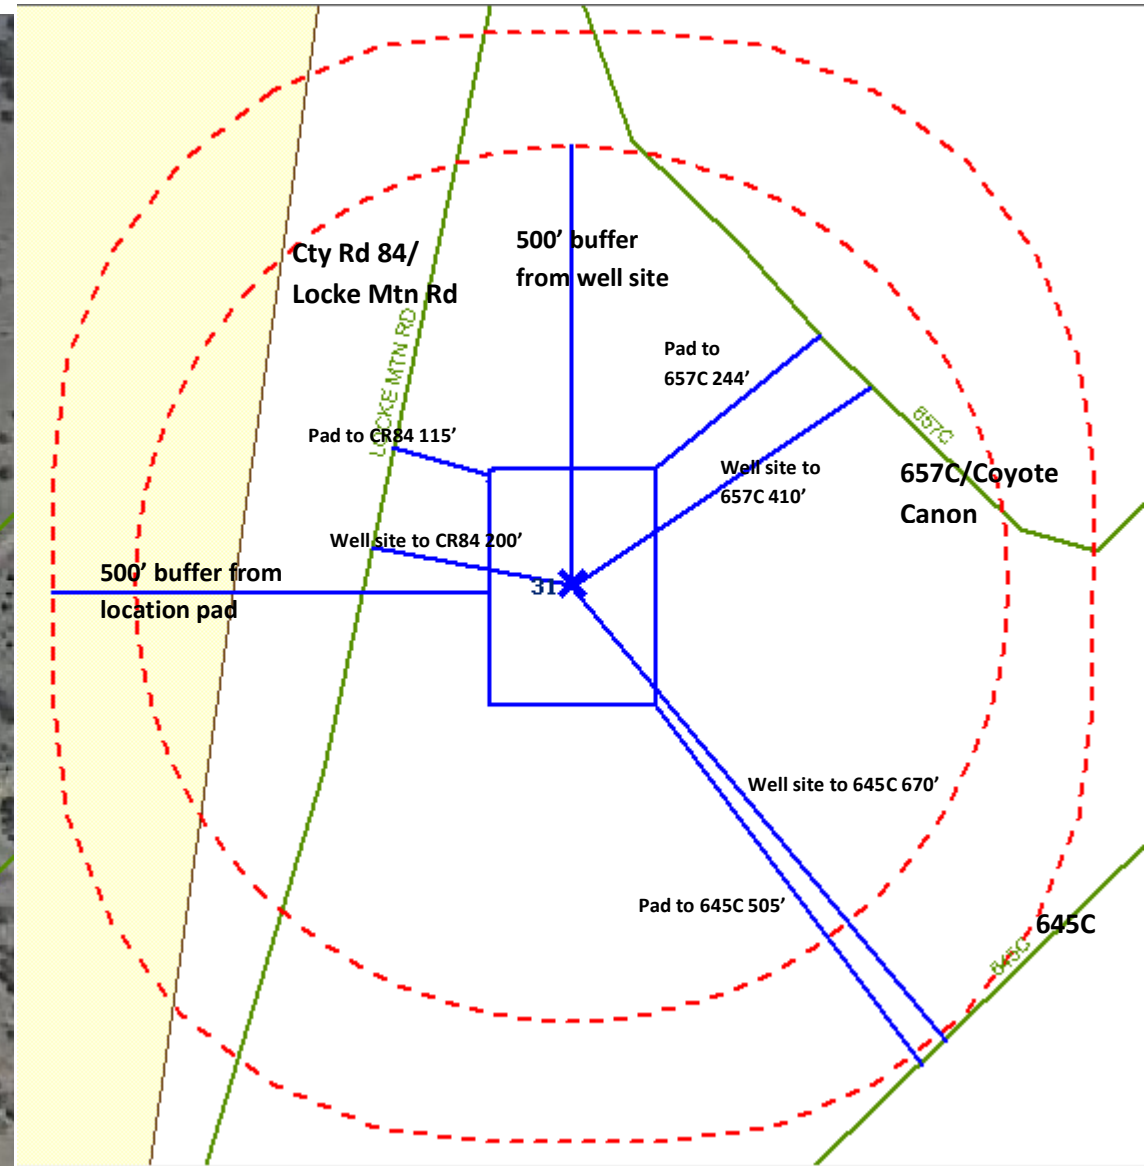 Cty Rd 84/
Locke Mtn Rd
500' buffer
from well site
LOCKE MTN RD
Pad to
657C 244'
Pad to CR84 115'
657C
Well site to
657C 410'
657C/Coyote
Canon
Well site to CR84 200'
500' buffer from
location pad
31
Well site to 645C 670'
Pad to 645C 505'
645C
645C